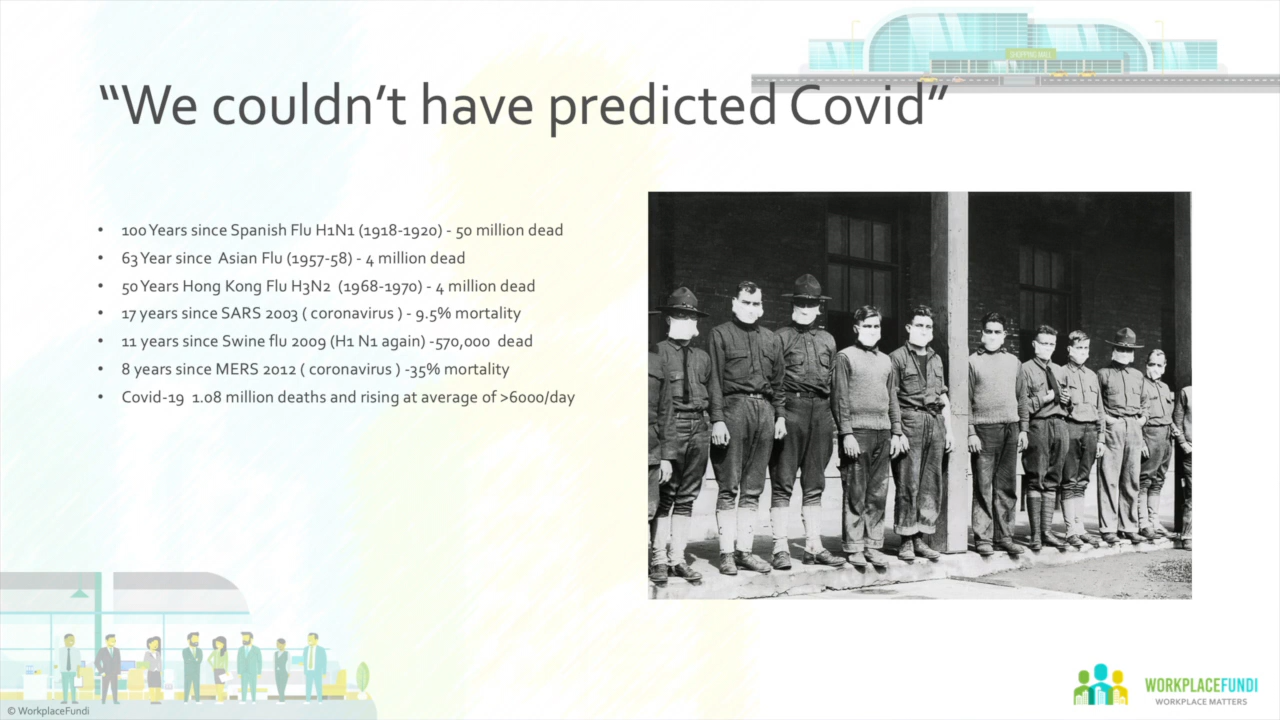 SHOPPING MALL
“We couldn’t have predicted Covid”
• 100 Years since Spanish Flu H1N1 (1918-1920) - 50 million dead
• 63 Year since Asian Flu (1957-58) - 4 million dead
• 50 Years Hong Kong Flu H3N2 (1968-1970) - 4 million dead
• 17 years since SARS 2003 ( coronavirus ) - 9.5% mortality
• 11 years since Swine flu 2009 (H1 N1 again) -570,000 dead
• 8 years since MERS 2012 ( coronavirus ) -35% mortality
• Covid-19 1.08 million deaths and rising at average of >6000/day
WORKPLACEFUNDI
WORKPLACE MATTERS
© WorkplaceFundi